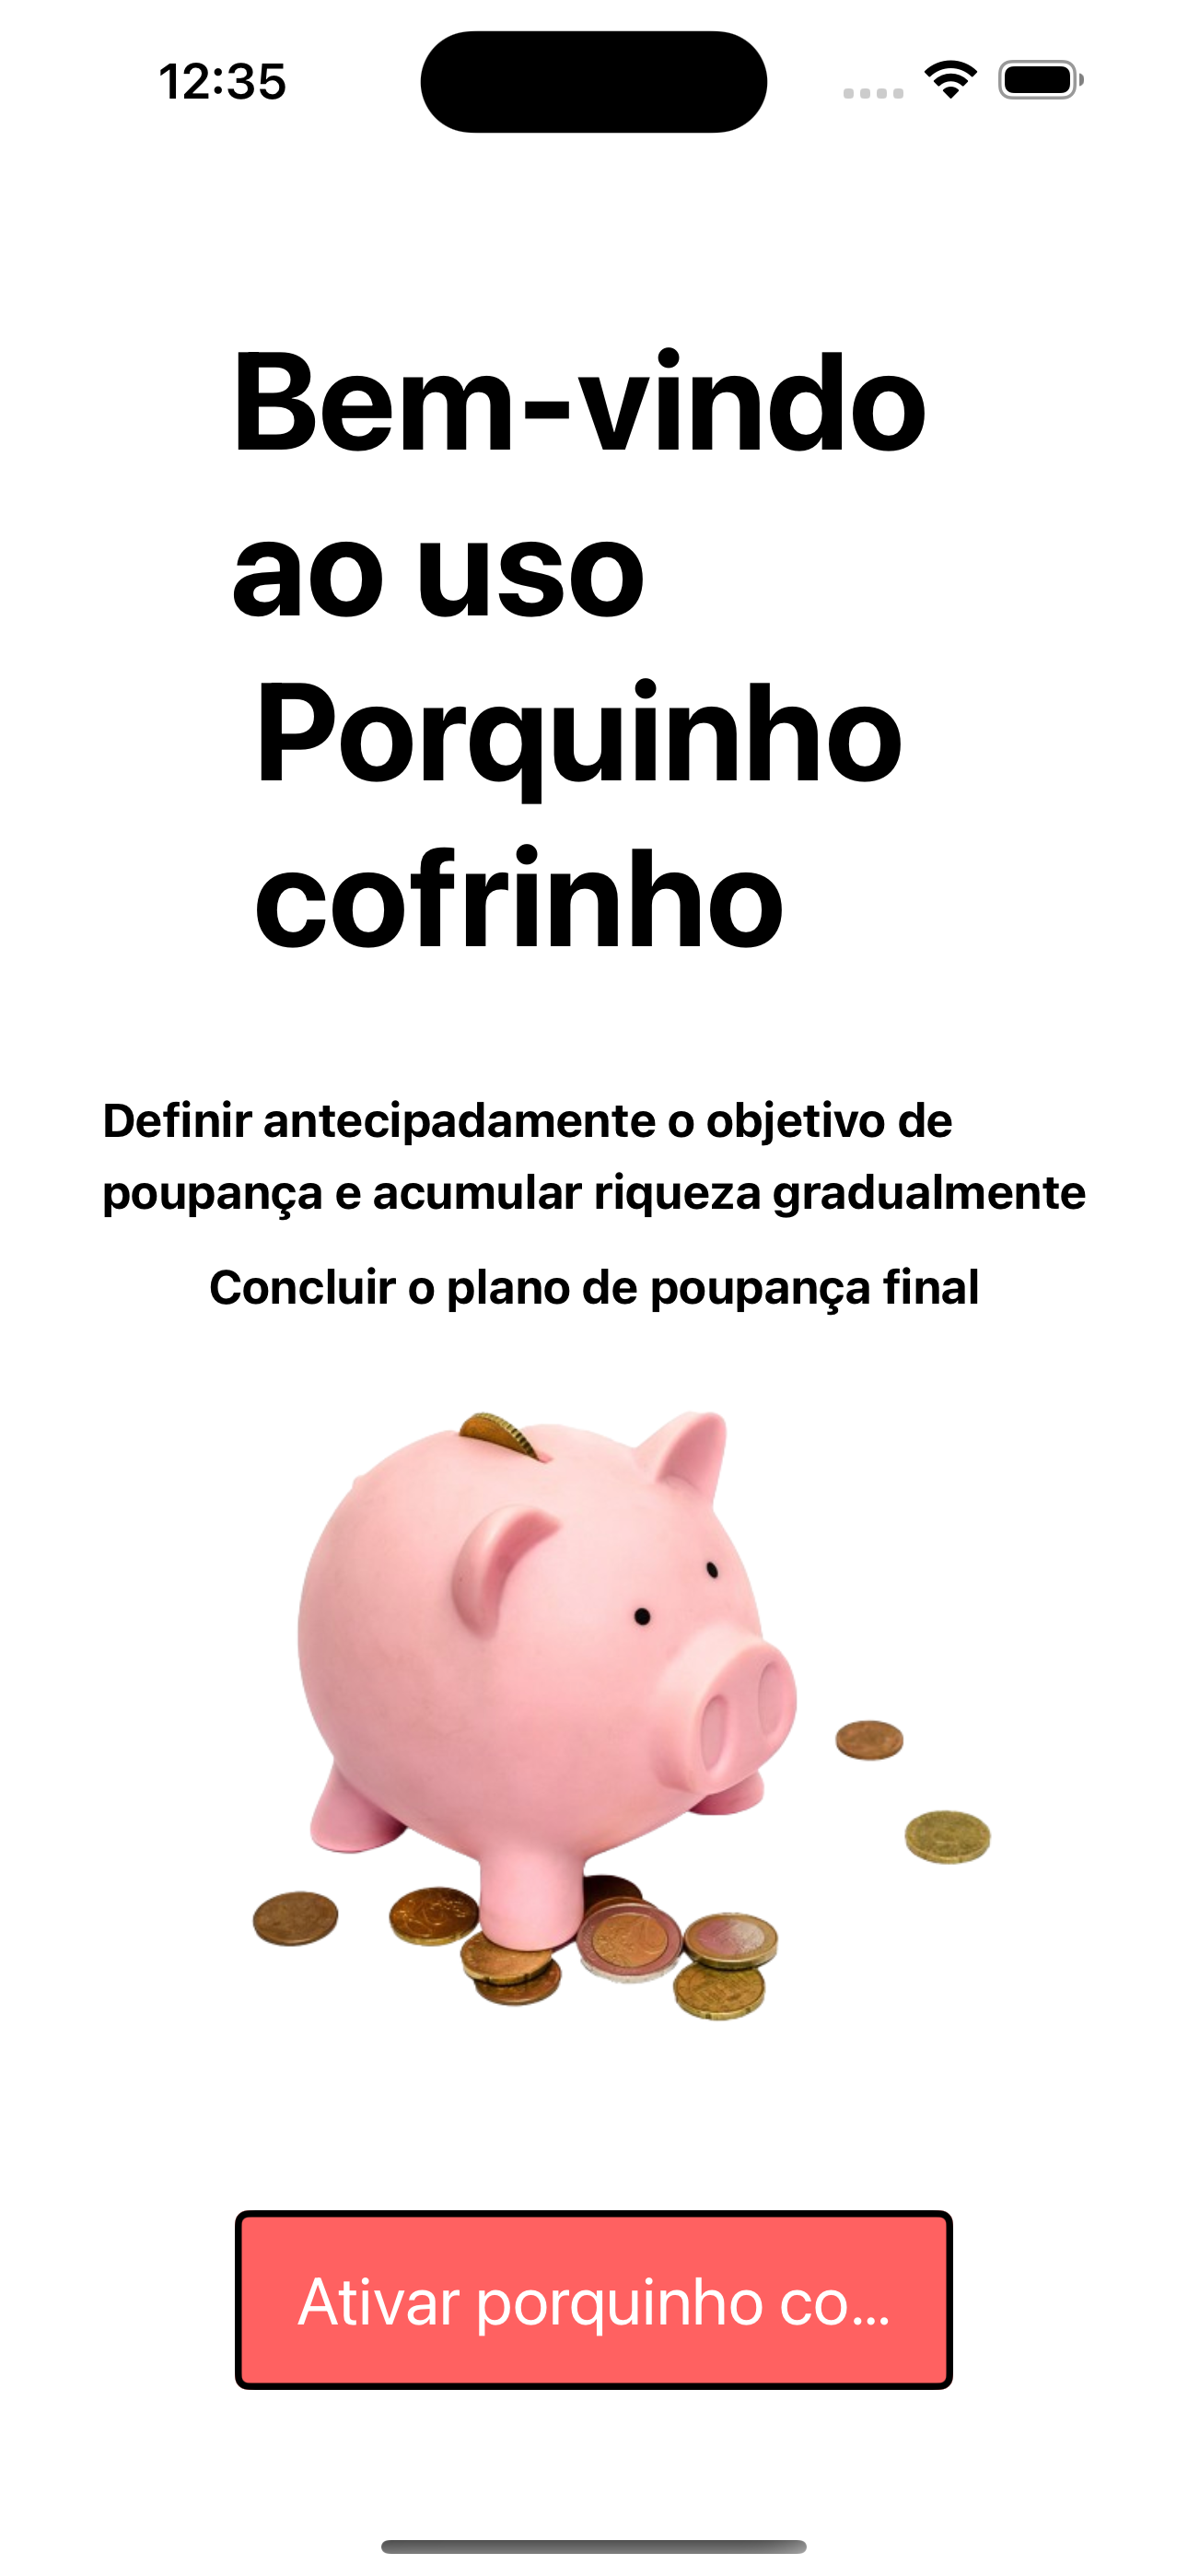 12:35
Bem-vindo
ao uso
Porquinho
cofrinho
Definir antecipadamente o objetivo de
poupança e acumular riqueza gradualmente
Concluir o plano de poupança final
Ativar porquinho co...